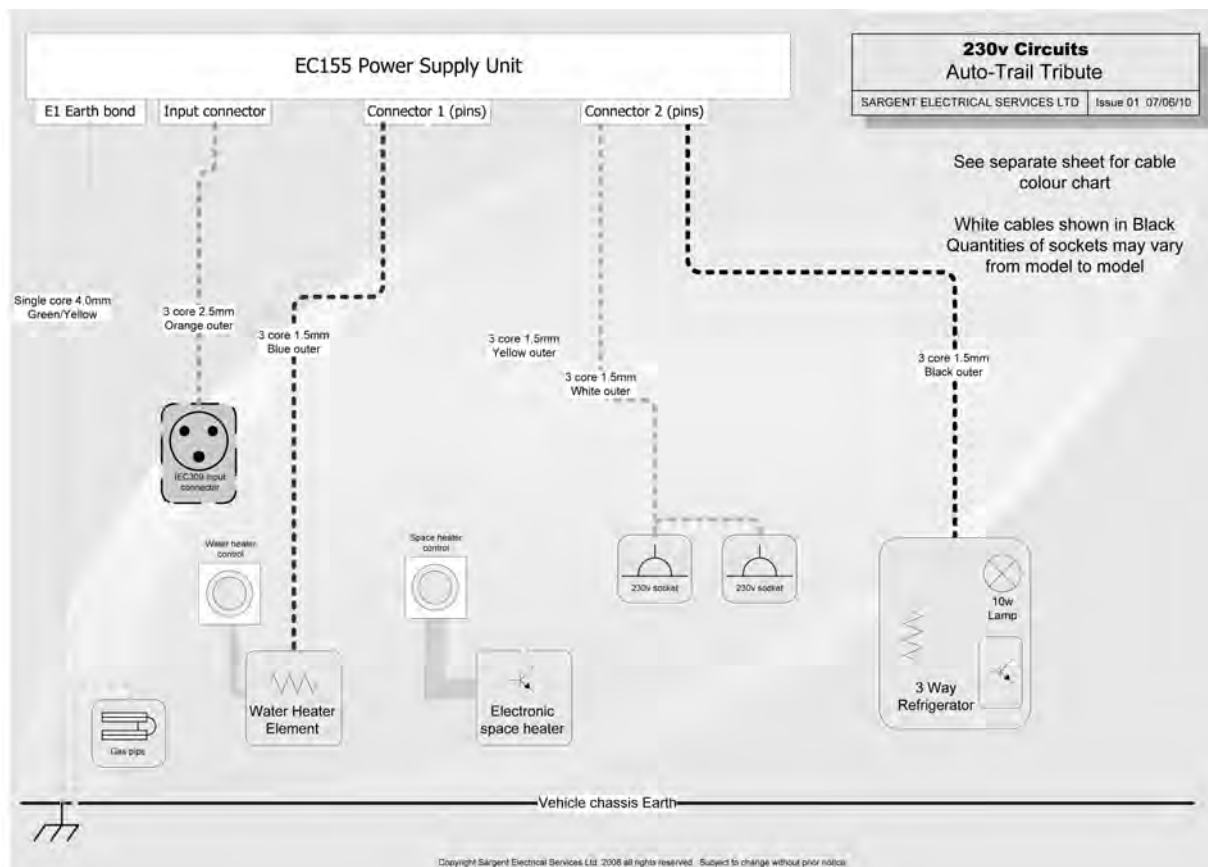 EC155 Power Supply Unit
E1 Earth bond
Input connector
Connector 1 (pins)
Connector 2 (pins)
230v Circuits
Auto-Trail Tribute
SARGENT ELECTRICAL SERVICES LTD
Issue 01 07/06/10
See separate sheet for cable
colour chart
White cables shown in Black
Quantities of sockets may vary
from model to model
Single core 4.0mm
Green/Yellow
3 core 2.5mm
Orange outer
3 core 1.5mm
Blue outer
3 core 1.5mm
Yellow outer
3 core 1.5mm
White outer
3 core 1.5mm
Black outer
IEC309 input
connector
Water heater
control
Space heater
control
230v socket
230v socket
10w
Lamp
3 Way
Refrigerator
Water Heater
Element
Electronic
space heater
Gas pips
Vehicle chassis Earth
Copyright Sargent Electrical Services Ltd. 2008 all rights reserved. Subject to change without prior notice.